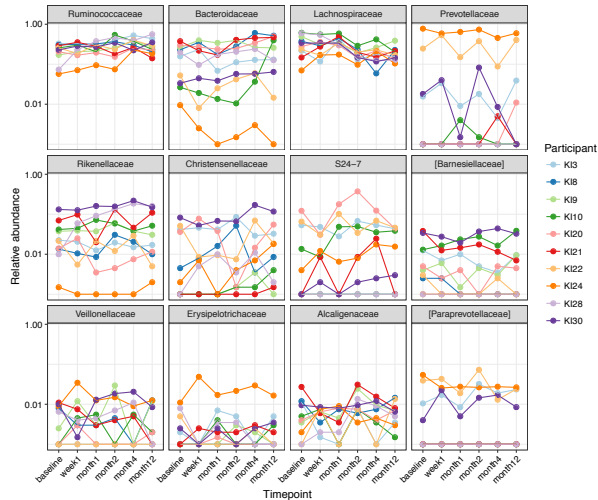 Ruminococcaceae Bacteroidaceae Lachnospiraceae Prevotellaceae
1.00
0.01
Rikenellaceae Christensenellaceae S24−7 [Barnesiellaceae]
1.00
0.01
Veillonellaceae Erysipelotrichaceae Alcaligenaceae [Paraprevotellaceae]
1.00
0.01
Relative abundance
baseline week1 month1 month2 month4 month12 baseline week1 month1 month2 month4 month12 baseline week1 month1 month2 month4 month12 baseline week1 month1 month2 month4 month12
Timepoint
Participant
KI3
KI8
KI9
KI10
KI20
KI21
KI22
KI24
KI28
KI30